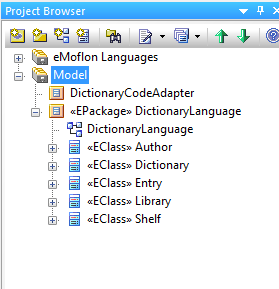 Project Browser
eMoflon Languages
Model
DictionaryCodeAdapter
«EPackage» DictionaryLanguage
DictionaryLanguage
«EClass» Author
«EClass» Dictionary
«EClass» Entry
«EClass» Library
«EClass» Shelf